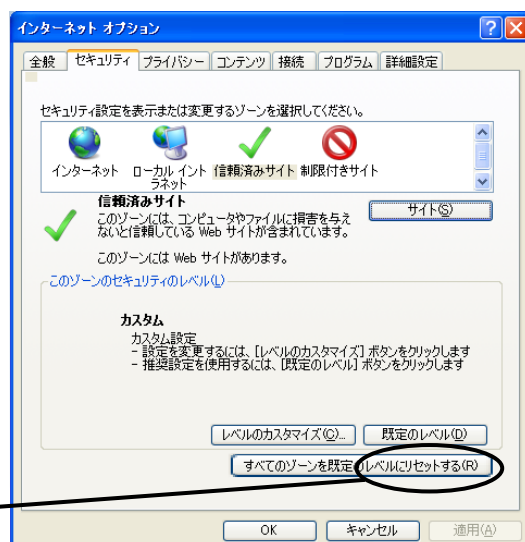 インターネット オプション
全般 セキュリティ プライバシー コンテンツ 接続 プログラム 詳細設定
セキュリティ設定を表示または変更するゾーンを選択してください。
インターネット ローカル イントラネット 信頼済みサイト 制限付きサイト
信頼済みサイト
サイト(S)
このゾーンには、コンピュータやファイルに損害を与え
ないと信頼している Web サイトが含まれています。
このゾーンには Web サイトがあります。
このゾーンのセキュリティのレベル(L)
カスタム
カスタム設定
- 設定を変更するには、[レベルのカスタマイズ] ボタンをクリックします
- 推奨設定を使用するには、[既定のレベル] ボタンをクリックします
レベルのカスタマイズ(C)... 既定のレベル(D)
すべてのゾーンを既定のレベルにリセットする(R)
OK キャンセル 適用(A)